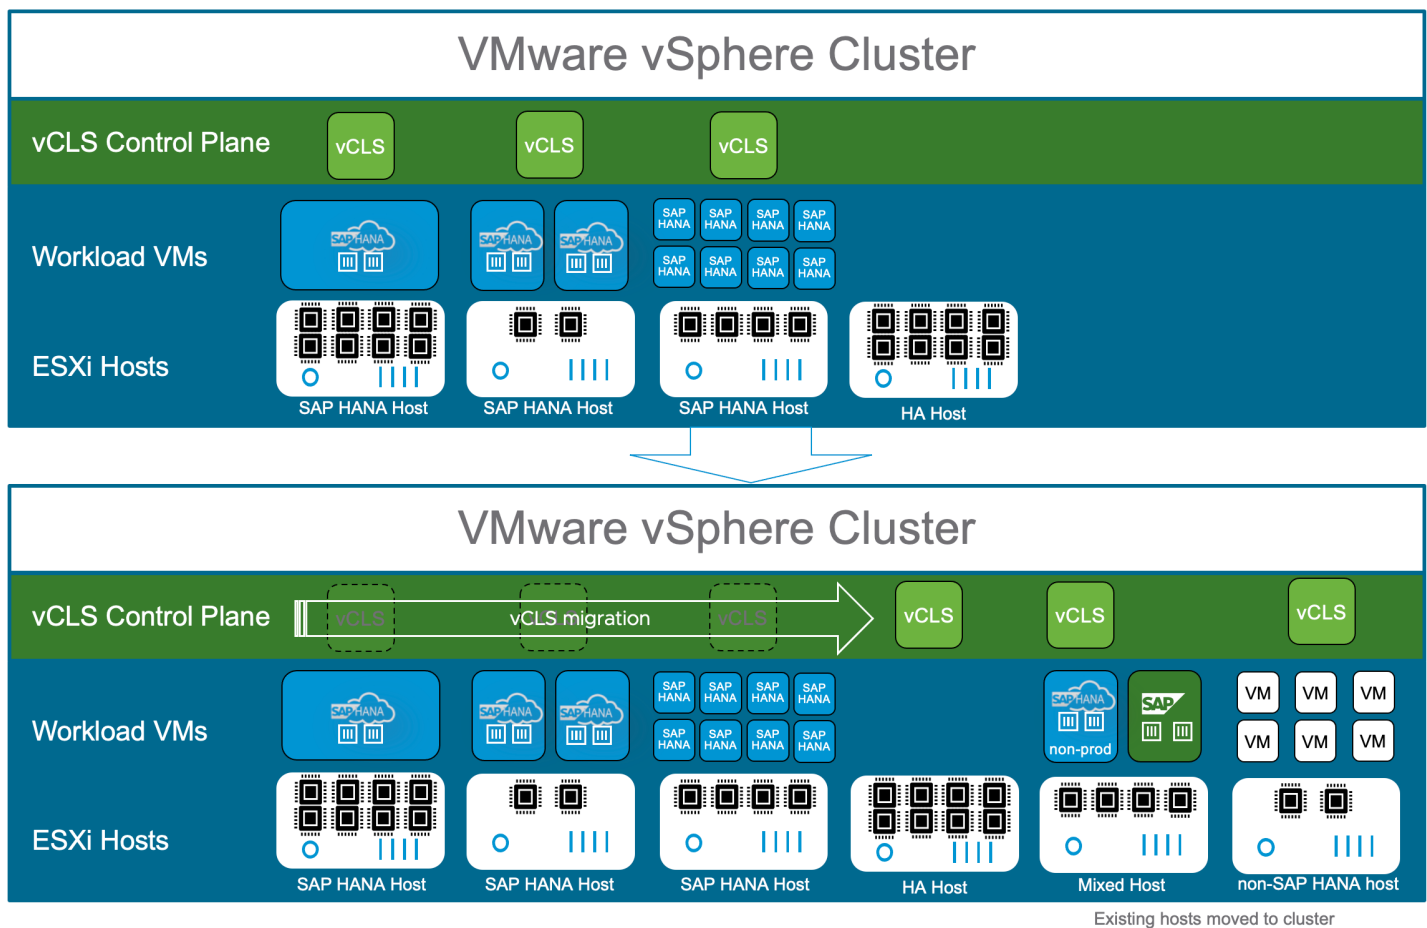 VMware vSphere Cluster
vCLS Control Plane
vCLS vCLS vCLS
Workload VMs
SAP HANA SAP HANA SAP HANA
SAP HANA SAP HANA SAP HANA SAP HANA
SAP HANA SAP HANA SAP HANA SAP HANA
ESXi Hosts
SAP HANA Host SAP HANA Host SAP HANA Host HA Host
VMware vSphere Cluster
vCLS Control Plane
vCLS vCLS vCLS
vCLS migration
vCLS vCLS vCLS
Workload VMs
SAP HANA SAP HANA SAP HANA
SAP HANA SAP HANA SAP HANA SAP HANA
SAP HANA SAP HANA SAP HANA SAP HANA
SAP HANA
non-prod
SAP
VM VM VM
VM VM VM
ESXi Hosts
SAP HANA Host SAP HANA Host SAP HANA Host HA Host Mixed Host non-SAP HANA host
Existing hosts moved to cluster